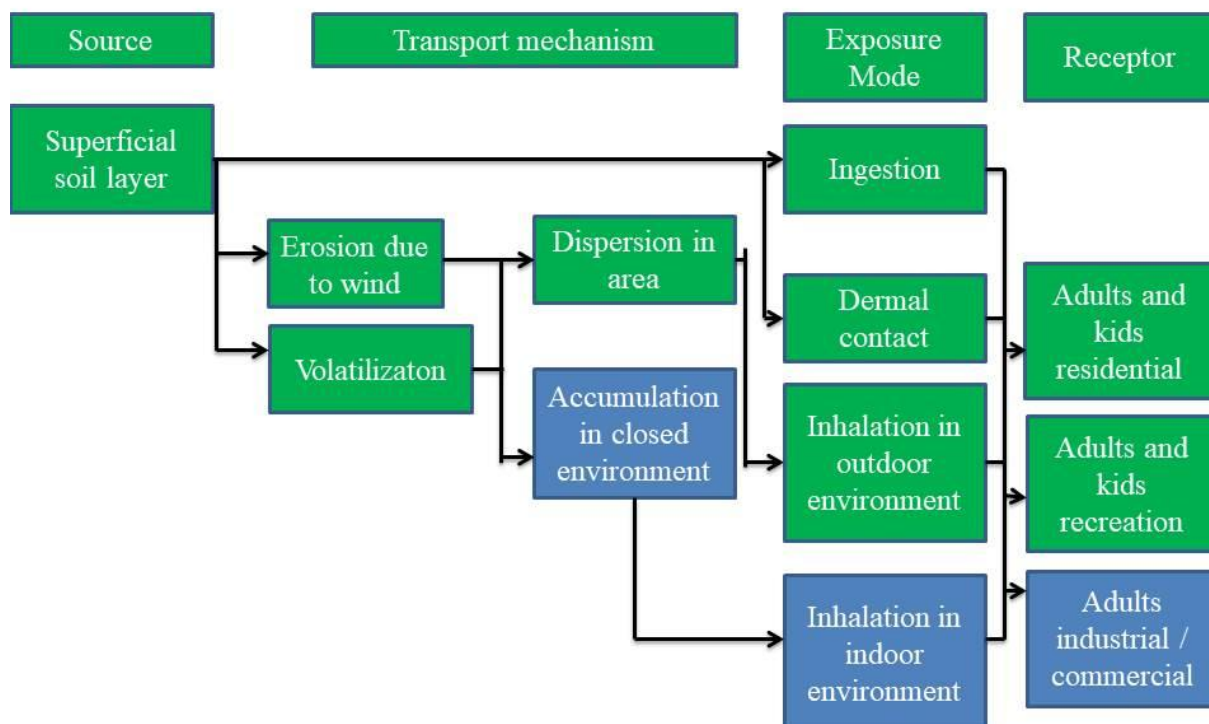 Source
Transport mechanism
Exposure
Mode
Receptor
Superficial
soil layer
Ingestion
Erosion due
to wind
Dispersion in
area
Dermal
contact
Adults and
kids
residential
Volatilizaton
Accumulation
in closed
environment
Inhalation in
outdoor
environment
Adults and
kids
recreation
Inhalation in
indoor
environment
Adults
industrial /
commercial